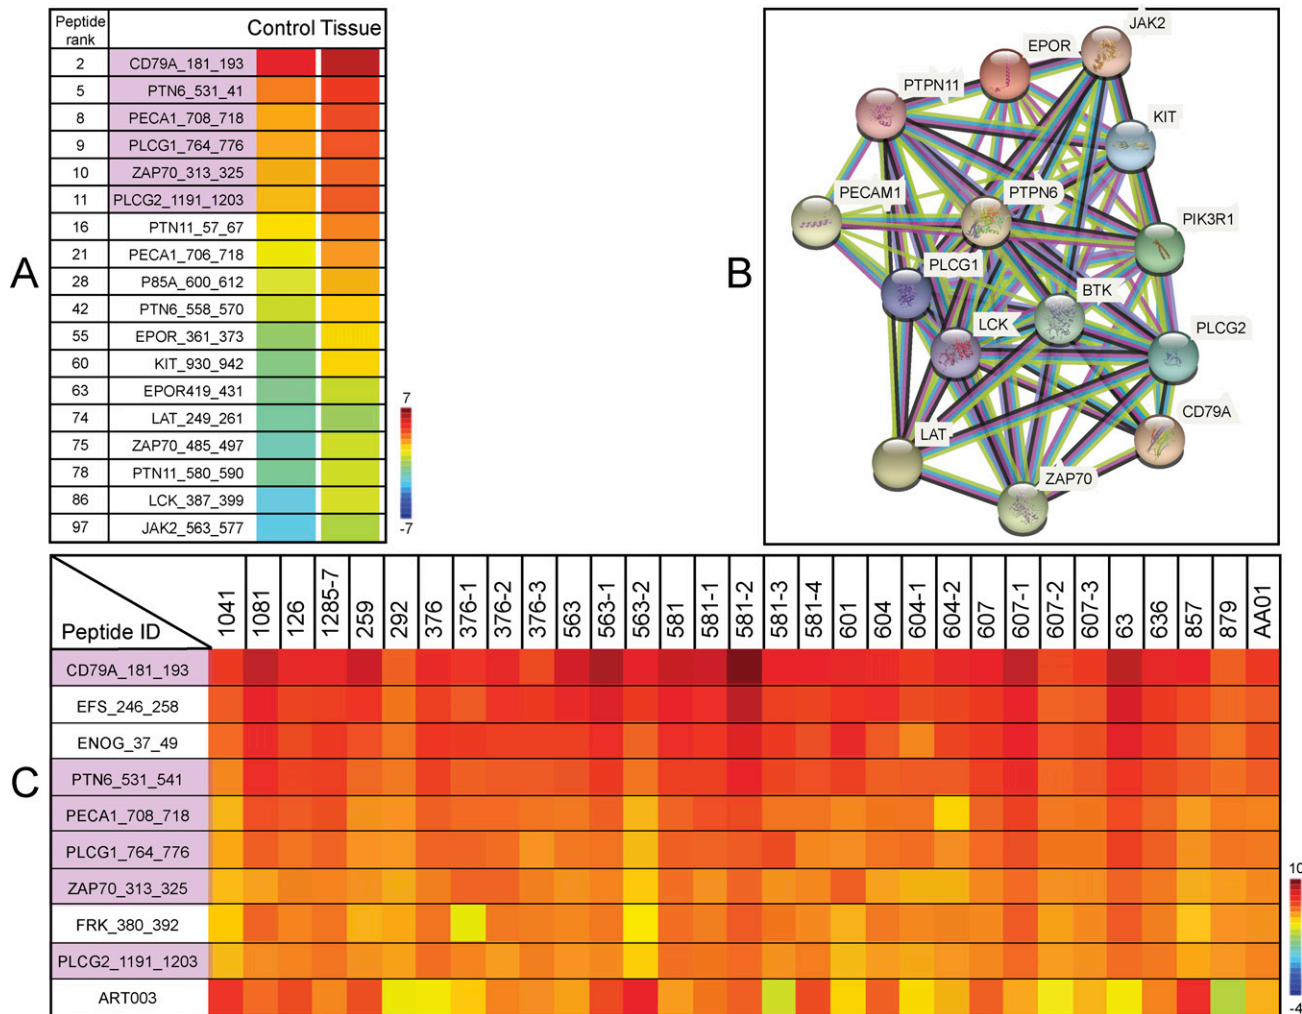 Peptide rank Control Tissue
2 CD79A_181_193
5 PTN6_531_41
8 PECA1_708_718
9 PLCG1_764_776
10 ZAP70_313_325
11 PLCG2_1191_1203
16 PTN11_57_67
21 PECA1_706_718
28 P85A_600_612
42 PTN6_558_570
55 EPOR_361_373
60 KIT_930_942
63 EPOR419_431
74 LAT_249_261
75 ZAP70_485_497
78 PTN11_580_590
86 LCK_387_399
97 JAK2_563_577
A
7
-7
B
JAK2
EPOR
PTPN11
KIT
PECAM1
PTPN6
PIK3R1
PLCG1
BTK
LCK
PLCG2
CD79A
LAT
ZAP70
C
Peptide ID 1041 1081 126 1285-7 259 292 376 376-1 376-2 376-3 563 563-1 563-2 581 581-1 581-2 581-3 581-4 601 604 604-1 604-2 607 607-1 607-2 607-3 63 636 857 879 AA01
CD79A_181_193
EFS_246_258
ENOG_37_49
PTN6_531_541
PECA1_708_718
PLCG1_764_776
ZAP70_313_325
FRK_380_392
PLCG2_1191_1203
ART003
10
-4